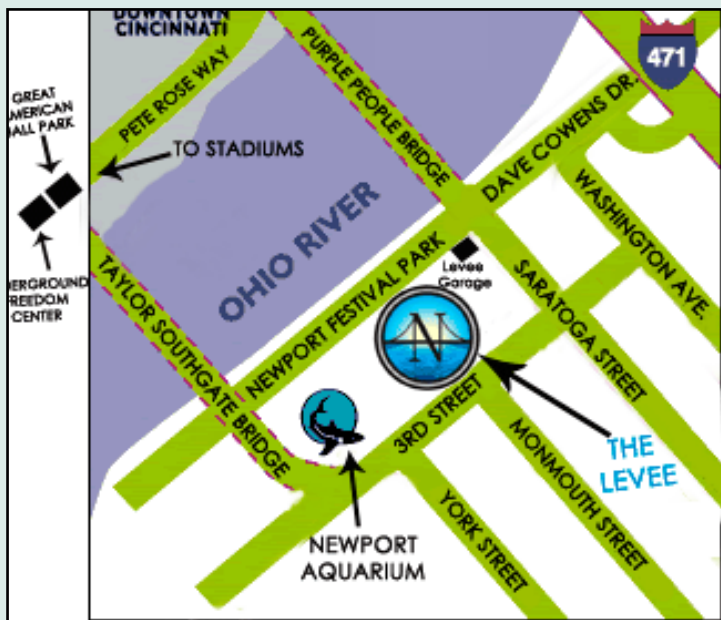 DOWNTOWN
CINCINNATI
471
PURPLE PEOPLE BRIDGE
PETE ROSE WAY
GREAT
AMERICAN
BALL PARK
TO STADIUMS
DAVE COWENS DR.
WASHINGTON AVE.
OHIO RIVER
NEWPORT FESTIVAL PARK
Levee
Garage
SARATOGA STREET
TAYLOR SOUTHGATE BRIDGE
DERGROUND
FREEDOM
CENTER
N
3RD STREET
THE
LEVEE
MONMOUTH STREET
YORK STREET
NEWPORT
AQUARIUM